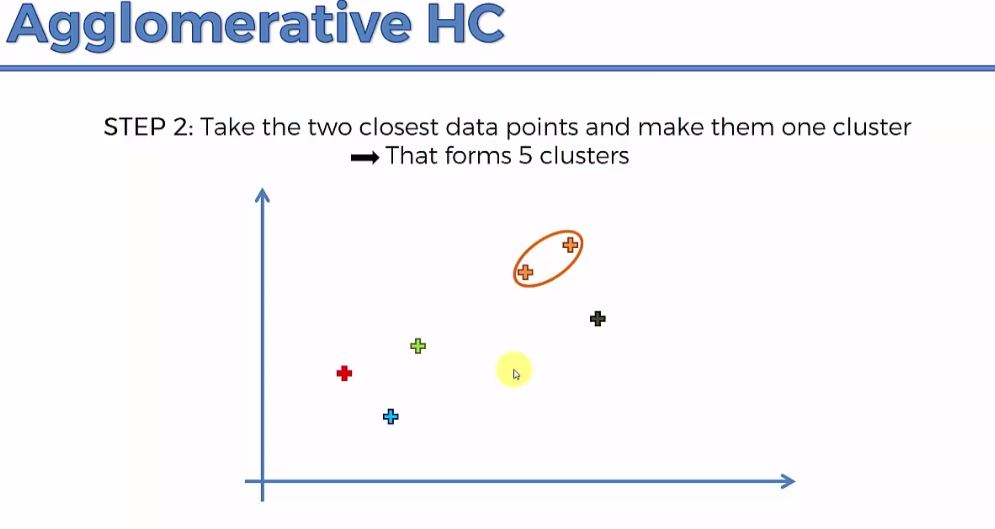 Agglomerative HC
STEP 2: Take the two closest data points and make them one cluster
➡ That forms 5 clusters